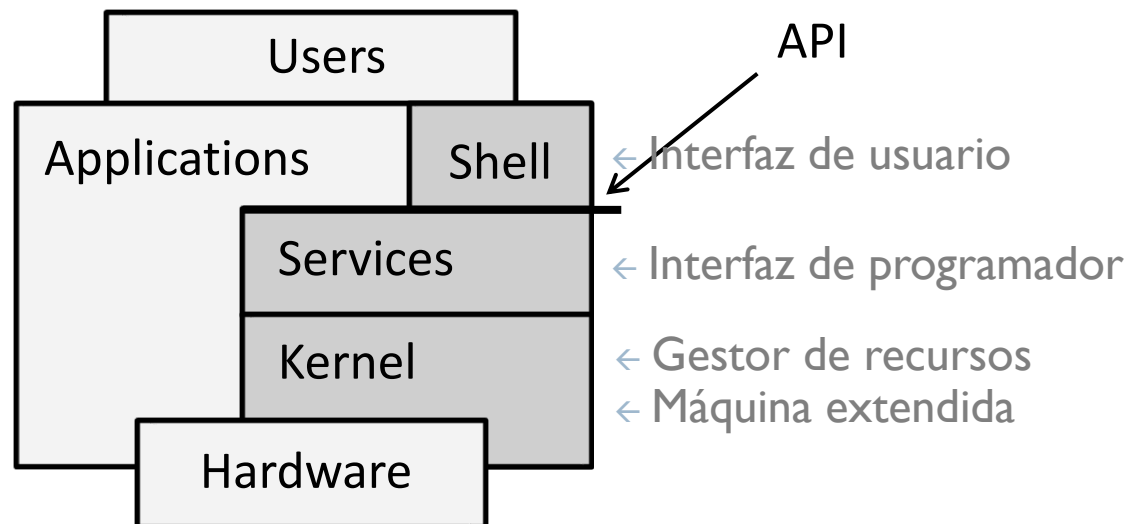 Users
API
Applications
Shell
← Interfaz de usuario
Services
← Interfaz de programador
Kernel
← Gestor de recursos
← Máquina extendida
Hardware